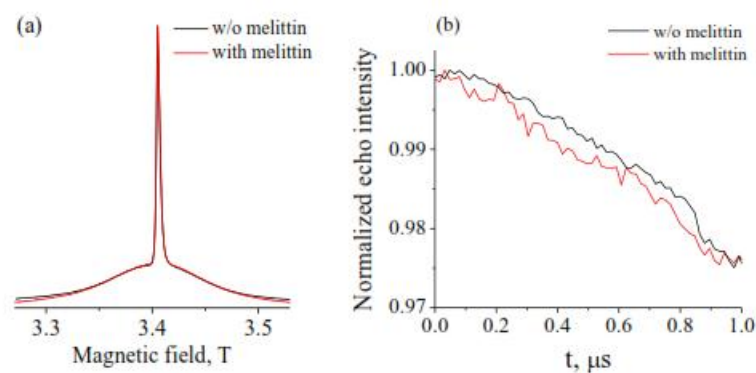 (a)
w/o melittin
with melittin
3.3
3.4
3.5
Magnetic field, T
(b)
w/o melittin
with melittin
Normalized echo intensity
1.00
0.99
0.98
0.97
0.0
0.2
0.4
0.6
0.8
1.0
t, μs